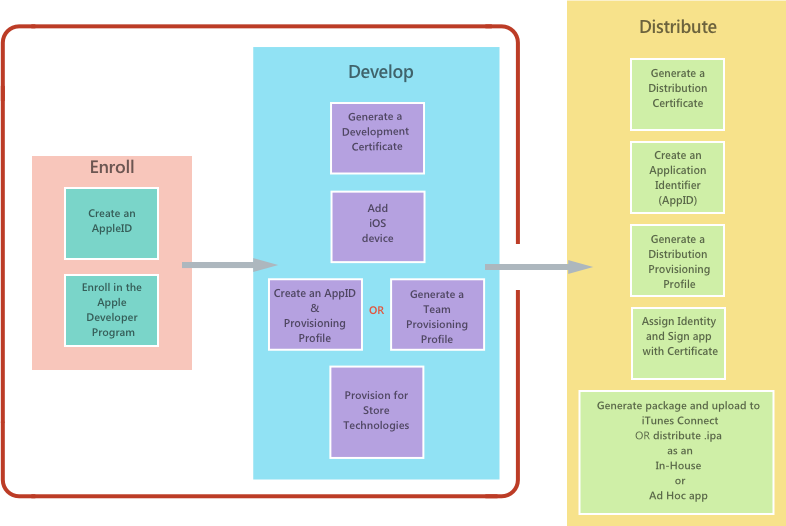 Enroll
Create an
AppleID
Enroll in the
Apple
Developer
Program
Develop
Generate a
Development
Certificate
Add
iOS
device
Create an AppID
&
Provisioning
Profile
OR
Generate a
Team
Provisioning
Profile
Provision for
Store
Technologies
Distribute
Generate a
Distribution
Certificate
Create an
Application
Identifier
(AppID)
Generate a
Distribution
Provisioning
Profile
Assign Identity
and Sign app
with Certificate
Generate package and upload to
iTunes Connect
OR distribute .ipa
as an
In-House
or
Ad Hoc app